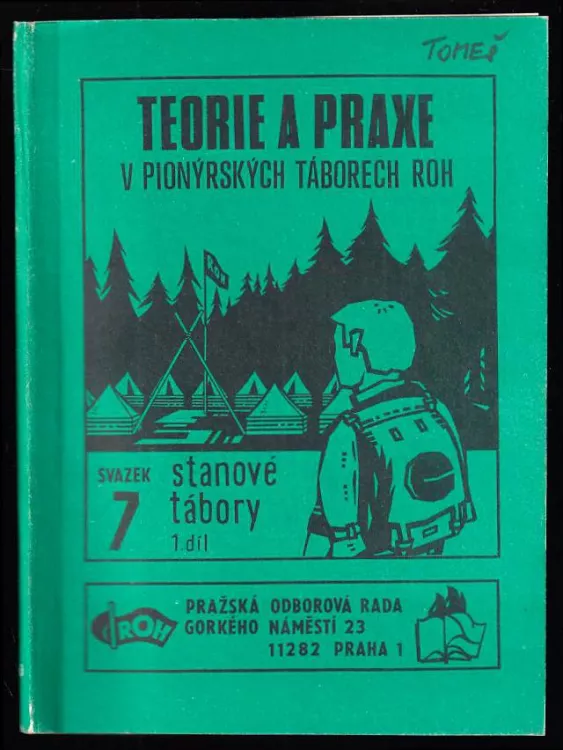 TOMEŠ
TEORIE A PRAXE
V PIONÝRSKÝCH TÁBORECH ROH
ROH
SVAZEK
7
stanové
tábory
1. díl
ROH
PRAŽSKÁ ODBOROVÁ RADA
GORKÉHO NÁMĚSTÍ 23
11282 PRAHA 1